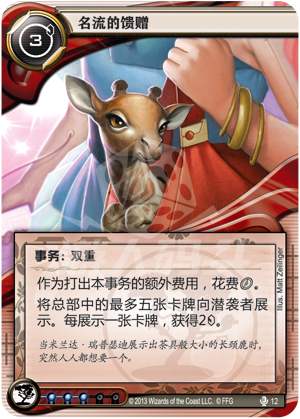 名流的馈赠
3
事务：双重
作为打出本事务的额外费用，花费。
将总部中的最多五张卡牌向潜袭者展
示。每展示一张卡牌，获得2。
当米兰达·瑞普瑟迪展示出茶具般大小的长颈鹿时，
突然人人都想要一个。
Illus. Matt Zeilinger
© 2013 Wizards of the Coast LLC. © FFG
12